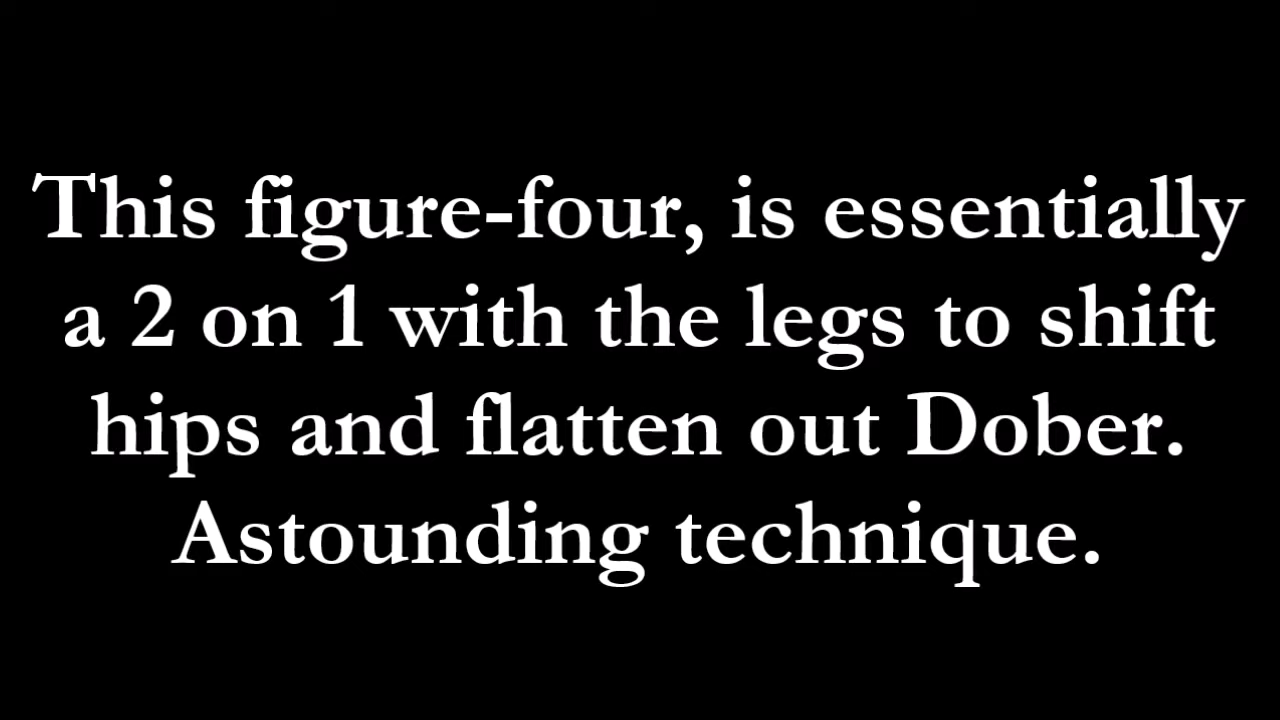 This figure-four, is essentially
a 2 on 1 with the legs to shift
hips and flatten out Dober.
Astounding technique.